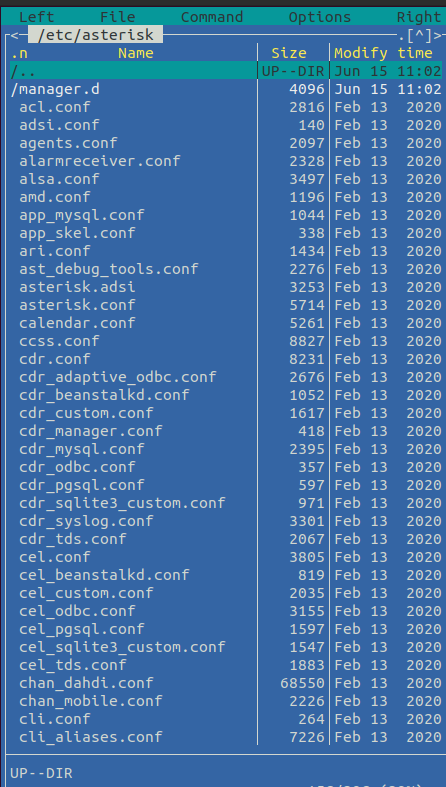 Left File Command Options Right
<- /etc/asterisk -.[^]>
.n Name Size Modify time
/.. UP--DIR Jun 15 11:02
/manager.d 4096 Jun 15 11:02
acl.conf 2816 Feb 13 2020
adsi.conf 140 Feb 13 2020
agents.conf 2097 Feb 13 2020
alarmreceiver.conf 2328 Feb 13 2020
alsa.conf 3497 Feb 13 2020
amd.conf 1196 Feb 13 2020
app_mysql.conf 1044 Feb 13 2020
app_skel.conf 338 Feb 13 2020
ari.conf 1434 Feb 13 2020
ast_debug_tools.conf 2276 Feb 13 2020
asterisk.adsi 3253 Feb 13 2020
asterisk.conf 5714 Feb 13 2020
calendar.conf 5261 Feb 13 2020
ccss.conf 8827 Feb 13 2020
cdr.conf 8231 Feb 13 2020
cdr_adaptive_odbc.conf 2676 Feb 13 2020
cdr_beanstalkd.conf 1052 Feb 13 2020
cdr_custom.conf 1617 Feb 13 2020
cdr_manager.conf 418 Feb 13 2020
cdr_mysql.conf 2395 Feb 13 2020
cdr_odbc.conf 357 Feb 13 2020
cdr_pgsql.conf 597 Feb 13 2020
cdr_sqlite3_custom.conf 971 Feb 13 2020
cdr_syslog.conf 3301 Feb 13 2020
cdr_tds.conf 2067 Feb 13 2020
cel.conf 3805 Feb 13 2020
cel_beanstalkd.conf 819 Feb 13 2020
cel_custom.conf 2035 Feb 13 2020
cel_odbc.conf 3155 Feb 13 2020
cel_pgsql.conf 1597 Feb 13 2020
cel_sqlite3_custom.conf 1547 Feb 13 2020
cel_tds.conf 1883 Feb 13 2020
chan_dahdi.conf 68550 Feb 13 2020
chan_mobile.conf 2226 Feb 13 2020
cli.conf 264 Feb 13 2020
cli_aliases.conf 7226 Feb 13 2020
UP--DIR